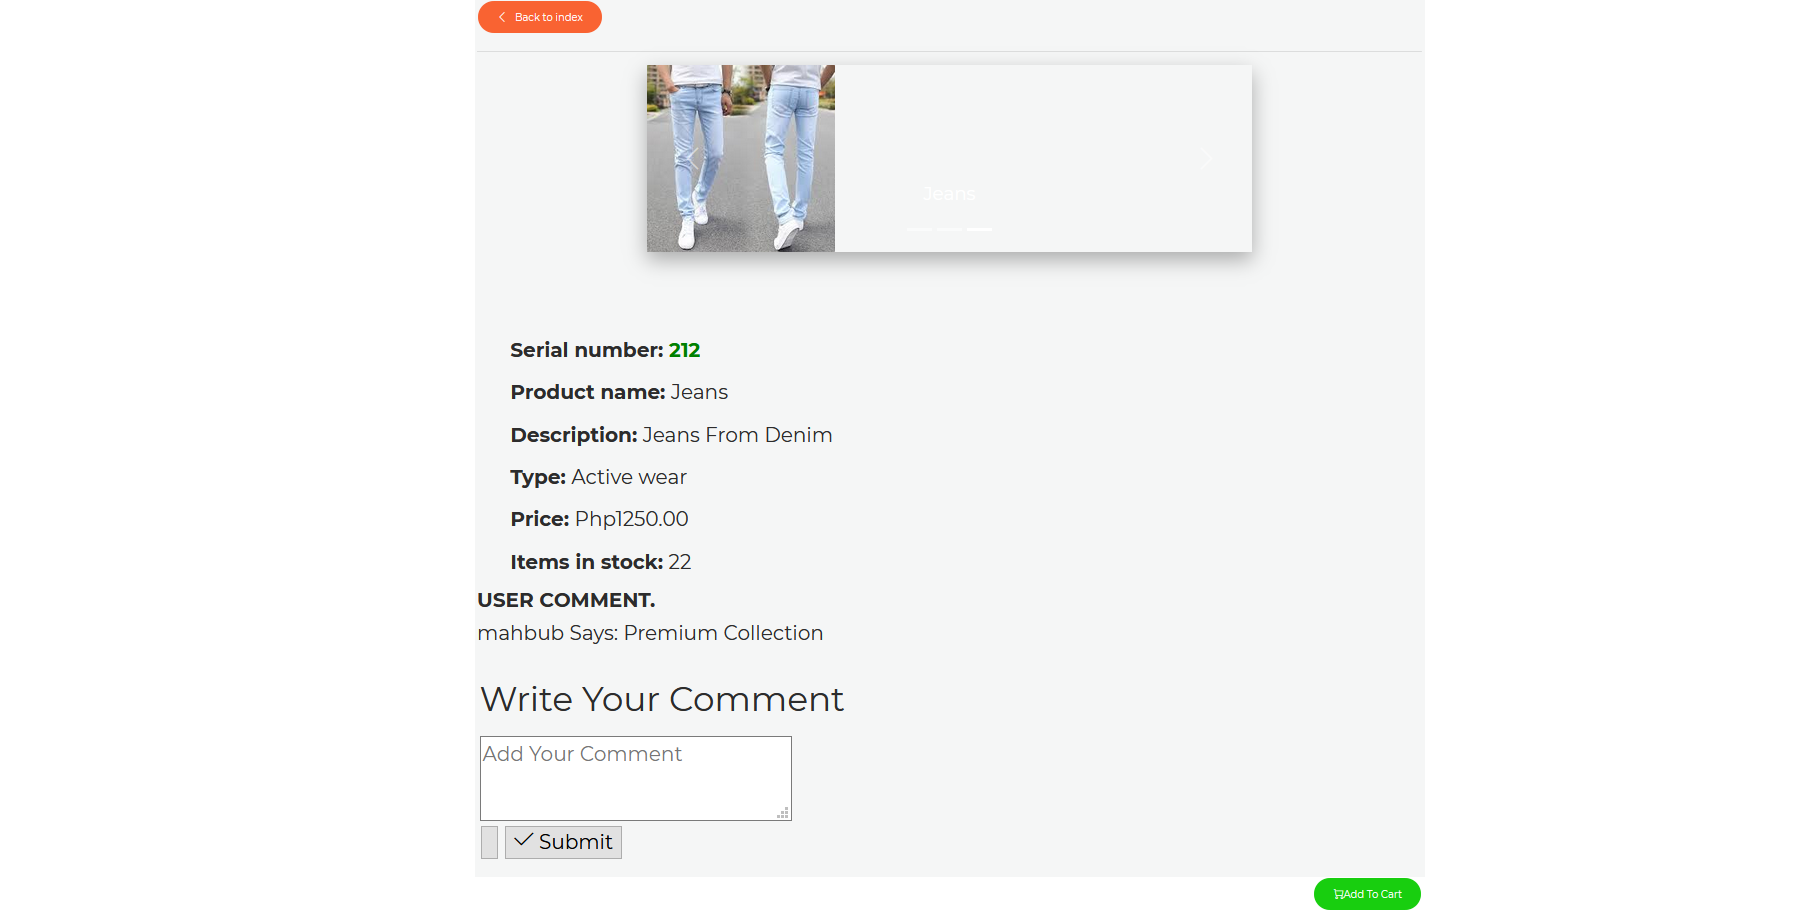 Back to index
Jeans
Serial number: 212
Product name: Jeans
Description: Jeans From Denim
Type: Active wear
Price: Php1250.00
Items in stock: 22
USER COMMENT.
mahbub Says: Premium Collection
Write Your Comment
Add Your Comment
Submit
Add To Cart